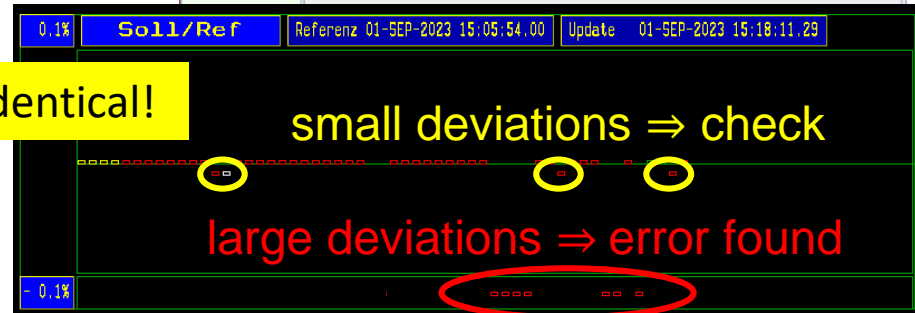 0.1% Soll/Ref Referenz 01-SEP-2023 15:05:54.00 Update 01-SEP-2023 15:18:11.29
dentical!
small deviations ⇒ check
large deviations ⇒ error found
- 0.1%